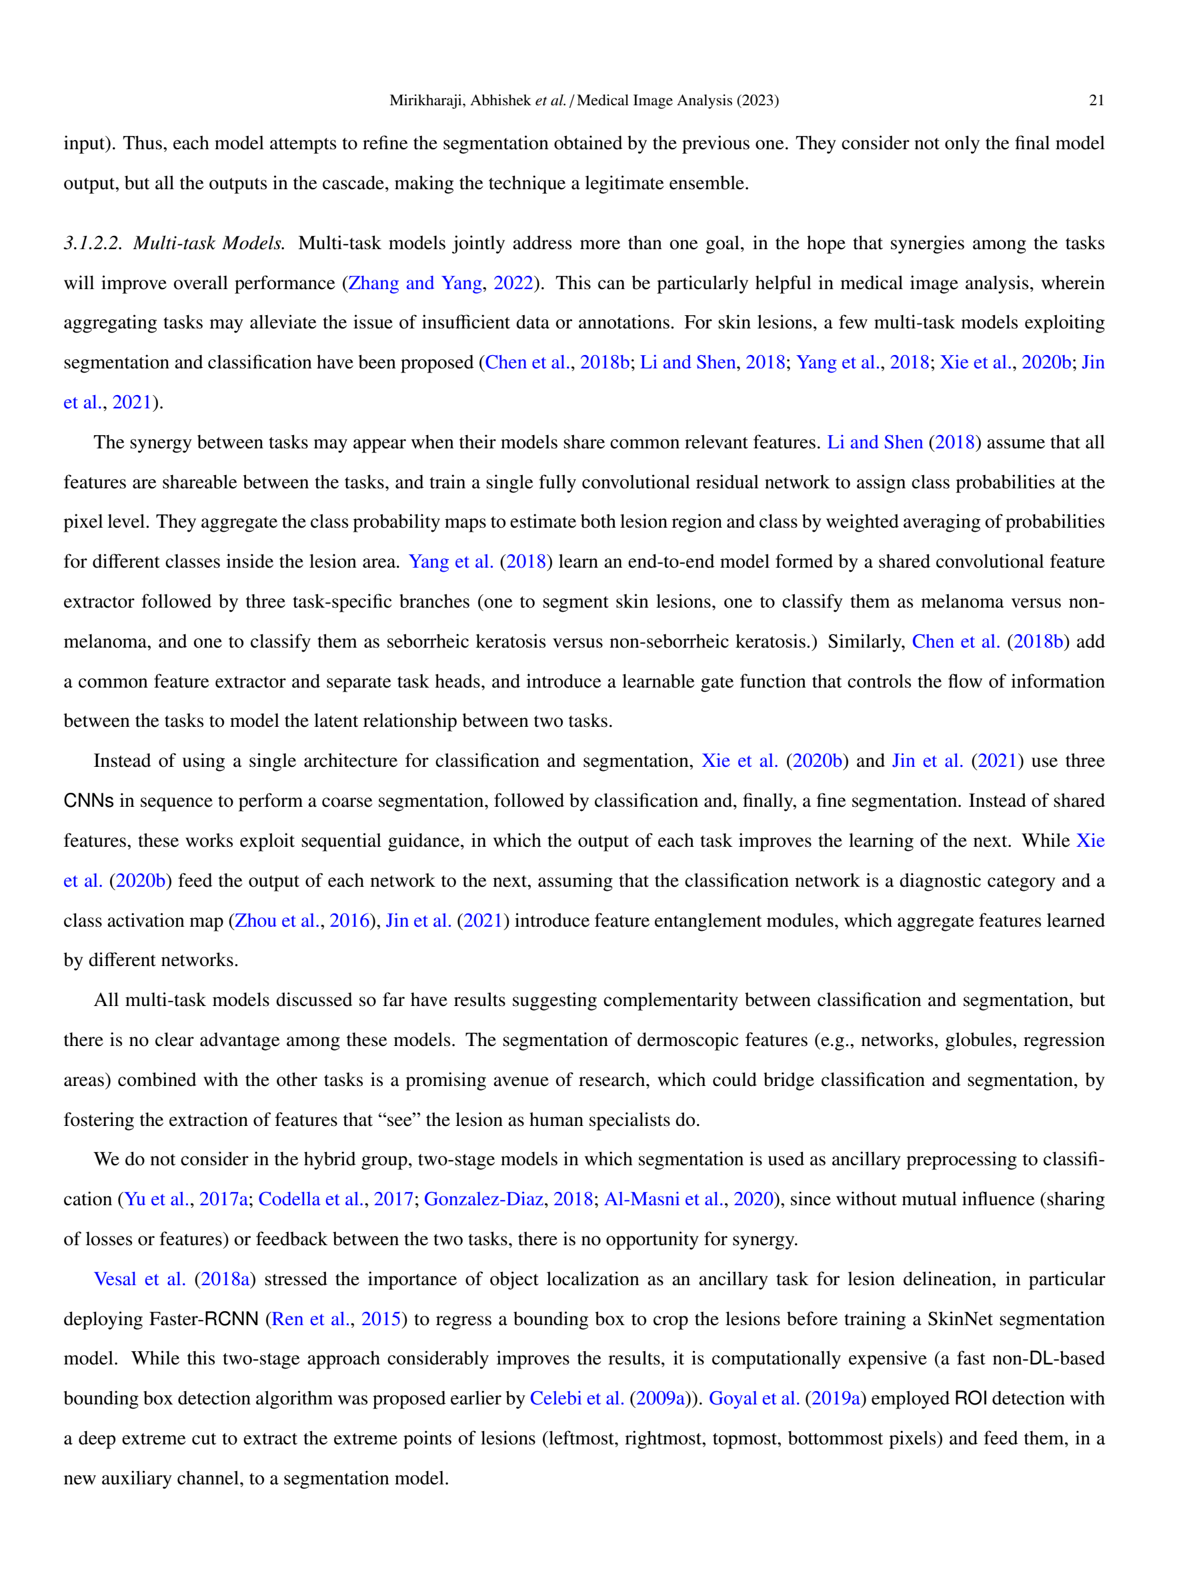 Mirikharaji, Abhishek et al. / Medical Image Analysis (2023)
21
input). Thus, each model attempts to refine the segmentation obtained by the previous one. They consider not only the final model
output, but all the outputs in the cascade, making the technique a legitimate ensemble.
3.1.2.2. Multi-task Models. Multi-task models jointly address more than one goal, in the hope that synergies among the tasks
will improve overall performance (Zhang and Yang, 2022). This can be particularly helpful in medical image analysis, wherein
aggregating tasks may alleviate the issue of insufficient data or annotations. For skin lesions, a few multi-task models exploiting
segmentation and classification have been proposed (Chen et al., 2018b; Li and Shen, 2018; Yang et al., 2018; Xie et al., 2020b; Jin
et al., 2021).
The synergy between tasks may appear when their models share common relevant features. Li and Shen (2018) assume that all
features are shareable between the tasks, and train a single fully convolutional residual network to assign class probabilities at the
pixel level. They aggregate the class probability maps to estimate both lesion region and class by weighted averaging of probabilities
for different classes inside the lesion area. Yang et al. (2018) learn an end-to-end model formed by a shared convolutional feature
extractor followed by three task-specific branches (one to segment skin lesions, one to classify them as melanoma versus non-
melanoma, and one to classify them as seborrheic keratosis versus non-seborrheic keratosis.) Similarly, Chen et al. (2018b) add
a common feature extractor and separate task heads, and introduce a learnable gate function that controls the flow of information
between the tasks to model the latent relationship between two tasks.
Instead of using a single architecture for classification and segmentation, Xie et al. (2020b) and Jin et al. (2021) use three
CNNs in sequence to perform a coarse segmentation, followed by classification and, finally, a fine segmentation. Instead of shared
features, these works exploit sequential guidance, in which the output of each task improves the learning of the next. While Xie
et al. (2020b) feed the output of each network to the next, assuming that the classification network is a diagnostic category and a
class activation map (Zhou et al., 2016), Jin et al. (2021) introduce feature entanglement modules, which aggregate features learned
by different networks.
All multi-task models discussed so far have results suggesting complementarity between classification and segmentation, but
there is no clear advantage among these models. The segmentation of dermoscopic features (e.g., networks, globules, regression
areas) combined with the other tasks is a promising avenue of research, which could bridge classification and segmentation, by
fostering the extraction of features that “see” the lesion as human specialists do.
We do not consider in the hybrid group, two-stage models in which segmentation is used as ancillary preprocessing to classifi-
cation (Yu et al., 2017a; Codella et al., 2017; Gonzalez-Diaz, 2018; Al-Masni et al., 2020), since without mutual influence (sharing
of losses or features) or feedback between the two tasks, there is no opportunity for synergy.
Vesal et al. (2018a) stressed the importance of object localization as an ancillary task for lesion delineation, in particular
deploying Faster-RCNN (Ren et al., 2015) to regress a bounding box to crop the lesions before training a SkinNet segmentation
model. While this two-stage approach considerably improves the results, it is computationally expensive (a fast non-DL-based
bounding box detection algorithm was proposed earlier by Celebi et al. (2009a)). Goyal et al. (2019a) employed ROI detection with
a deep extreme cut to extract the extreme points of lesions (leftmost, rightmost, topmost, bottommost pixels) and feed them, in a
new auxiliary channel, to a segmentation model.